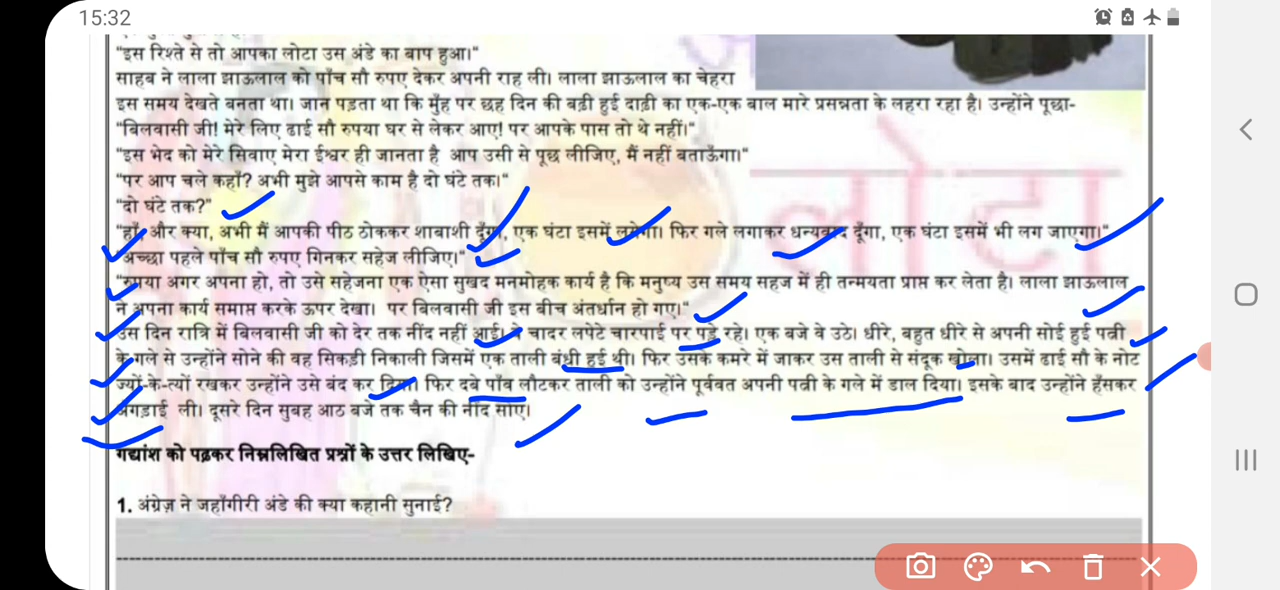 15:32
"इस रिश्ते से तो आपका लोटा उस अंडे का बाप हुआ।"
साहब ने लाला झाऊलाल को पाँच सौ रुपए देकर अपनी राह ली। लाला झाऊलाल का चेहरा
इस समय देखते बनता था। जान पड़ता था कि मुँह पर छह दिन की बढ़ी हुई दाढ़ी का एक-एक बाल मारे प्रसन्नता के लहरा रहा है। उन्होंने पूछा-
"बिलवासी जी! मेरे लिए ढाई सौ रुपया घर से लेकर आए! पर आपके पास तो थे नहीं।"
"इस भेद को मेरे सिवाए मेरा ईश्वर ही जानता है आप उसी से पूछ लीजिए, मैं नहीं बताऊँगा।"
"पर आप चले कहाँ? अभी मुझे आपसे काम है दो घंटे तक।"
"दो घंटे तक?"
"हाँ, और क्या, अभी मैं आपकी पीठ ठोककर शाबाशी दूँगा, एक घंटा इसमें लगेगा। फिर गले लगाकर धन्यवाद दूँगा, एक घंटा इसमें भी लग जाएगा।"
"अच्छा पहले पाँच सौ रुपए गिनकर सहेज लीजिए।"
"रुपया अगर अपना हो, तो उसे सहेजना एक ऐसा सुखद मनमोहक कार्य है कि मनुष्य उस समय सहज में ही तन्मयता प्राप्त कर लेता है। लाला झाऊलाल
ने अपना कार्य समाप्त करके ऊपर देखा। पर बिलवासी जी इस बीच अंतर्धान हो गए।"
उस दिन रात्रि में बिलवासी जी को देर तक नींद नहीं आई। वे चादर लपेटे चारपाई पर पड़े रहे। एक बजे वे उठे। धीरे, बहुत धीरे से अपनी सोई हुई पत्नी
के गले से उन्होंने सोने की वह सिकड़ी निकाली जिसमें एक ताली बंधी हुई थी। फिर उसके कमरे में जाकर उस ताली से संदूक खोला। उसमें ढाई सौ के नोट
ज्यों-के-त्यों रखकर उन्होंने उसे बंद कर दिया। फिर दबे पाँव लौटकर ताली को उन्होंने पूर्ववत अपनी पत्नी के गले में डाल दिया। इसके बाद उन्होंने हँसकर
अंगड़ाई ली। दूसरे दिन सुबह आठ बजे तक चैन की नींद सोए।
लोटा
गद्यांश को पढ़कर निम्नलिखित प्रश्नों के उत्तर लिखिए-
1. अंग्रेज़ ने जहाँगीरी अंडे की क्या कहानी सुनाई?